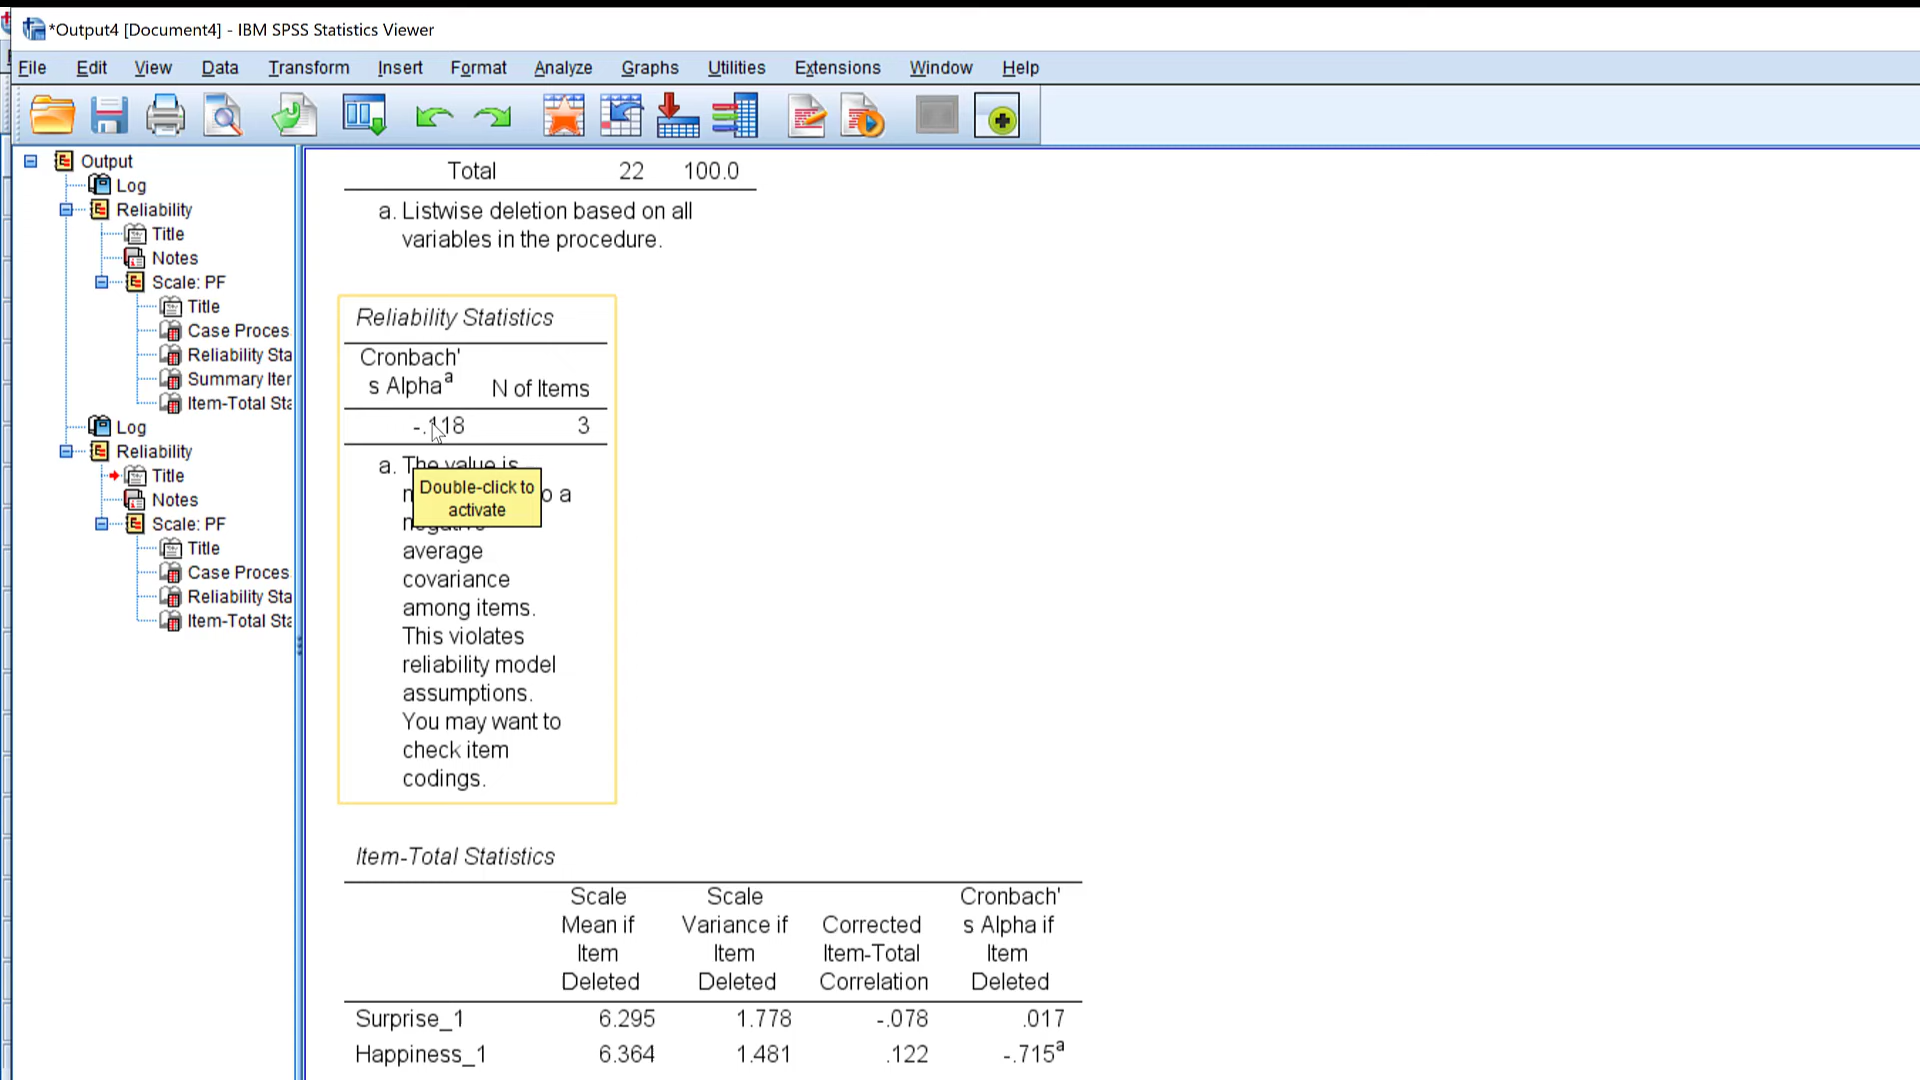 *Output4 [Document4] - IBM SPSS Statistics Viewer
File Edit View Data Transform Insert Format Analyze Graphs Utilities Extensions Window Help
Output
Log
Reliability
Title
Notes
Scale: PF
Title
Case Proces
Reliability Sta
Summary Iter
Item-Total Sta
Log
Reliability
Title
Notes
Scale: PF
Title
Case Proces
Reliability Sta
Item-Total Sta
Total 22 100.0
a. Listwise deletion based on all
variables in the procedure.
Reliability Statistics
Cronbach'
s Alpha a N of Items
-.118 3
a. The value is
Double-click to
activate
o a
negative
average
covariance
among items.
This violates
reliability model
assumptions.
You may want to
check item
codings.
Item-Total Statistics
Scale Scale Cronbach'
Mean if Variance if Corrected s Alpha if
Item Item Item-Total Item
Deleted Deleted Correlation Deleted
Surprise_1 6.295 1.778 -.078 .017
Happiness_1 6.364 1.481 .122 -.715a